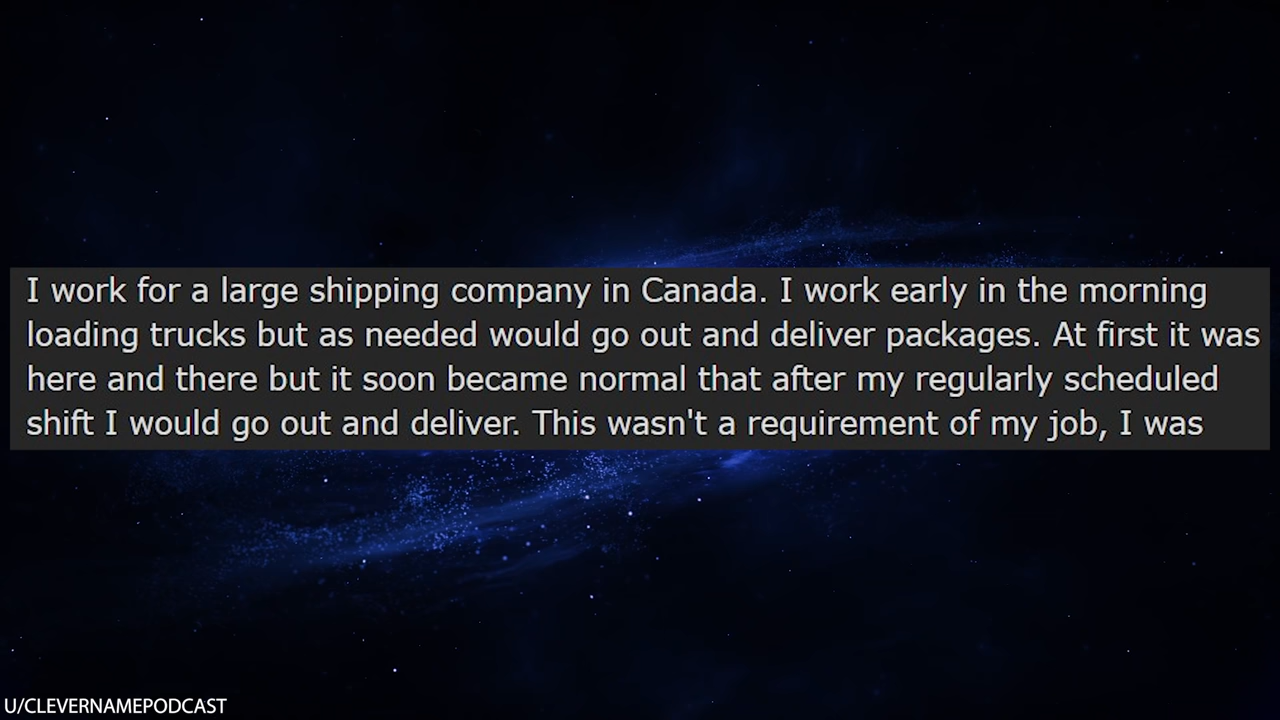 I work for a large shipping company in Canada. I work early in the morning
loading trucks but as needed would go out and deliver packages. At first it was
here and there but it soon became normal that after my regularly scheduled
shift I would go out and deliver. This wasn't a requirement of my job, I was
U/CLEVERNAMEPODCAST